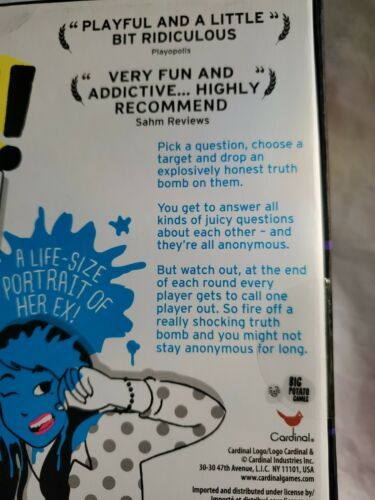 !
" PLAYFUL AND A LITTLE "
BIT RIDICULOUS
Playopolis
" VERY FUN AND "
ADDICTIVE... HIGHLY
RECOMMEND
Sahm Reviews
Pick a question, choose a
target and drop an
explosively honest truth
bomb on them.
You get to answer all
kinds of juicy questions
about each other – and
they're all anonymous.
But watch out, at the end
of each round every
player gets to call one
player out. So fire off a
really shocking truth
bomb and you might not
stay anonymous for long.
A LIFE-SIZE
PORTRAIT OF
HER EX!
BIG
POTATO
GAMES
Cardinal®
Cardinal Logo/Logo Cardinal &
© Cardinal Industries Inc.
30-30 47th Avenue, L.I.C. NY 11101, USA
www.cardinalgames.com
Imported and distributed under license by/